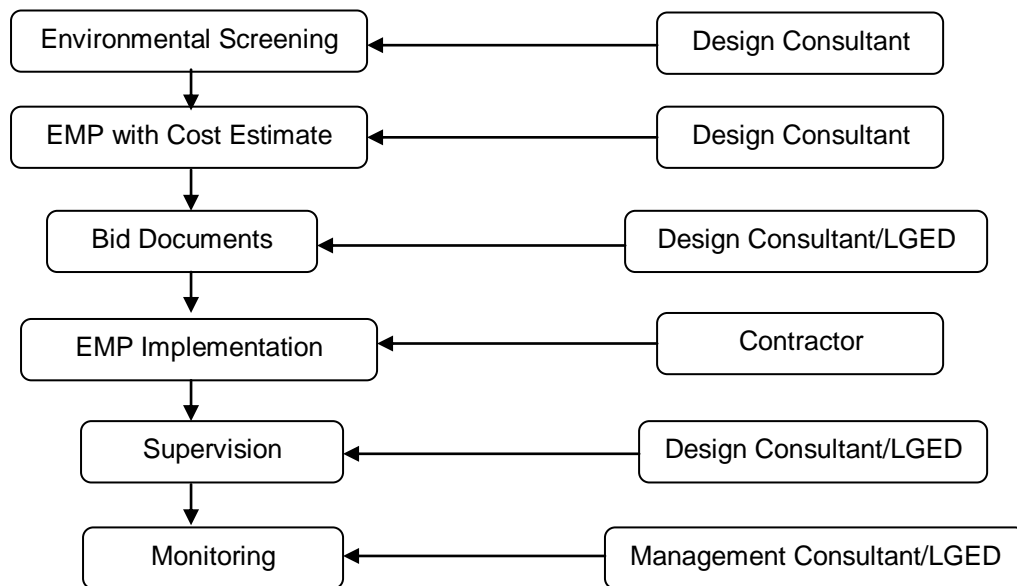 Environmental Screening
Design Consultant
EMP with Cost Estimate
Design Consultant
Bid Documents
Design Consultant/LGED
EMP Implementation
Contractor
Supervision
Design Consultant/LGED
Monitoring
Management Consultant/LGED